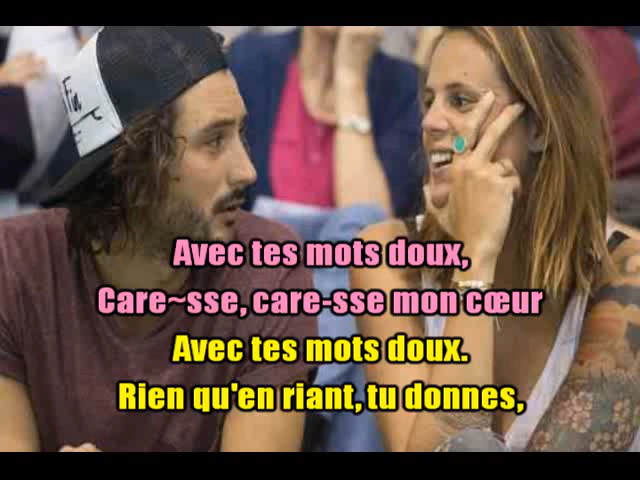 Fin
Avec tes mots doux,
Care~sse, care-sse mon cœur
Avec tes mots doux.
Rien qu'en riant, tu donnes,